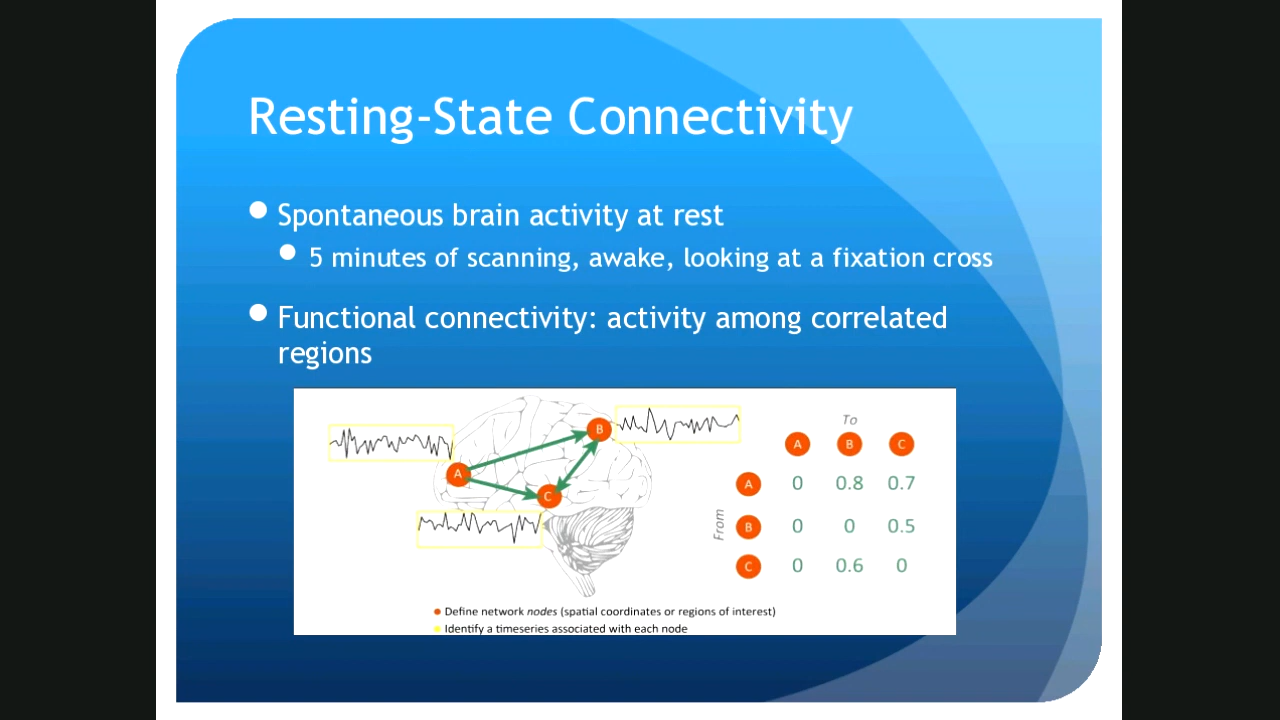 Resting-State Connectivity
Spontaneous brain activity at rest
5 minutes of scanning, awake, looking at a fixation cross
Functional connectivity: activity among correlated
regions
To
A B C
A 0 0.8 0.7
B 0 0 0.5
C 0 0.6 0
From
A
B
C
Define network nodes (spatial coordinates or regions of interest)
Identify a timeseries associated with each node